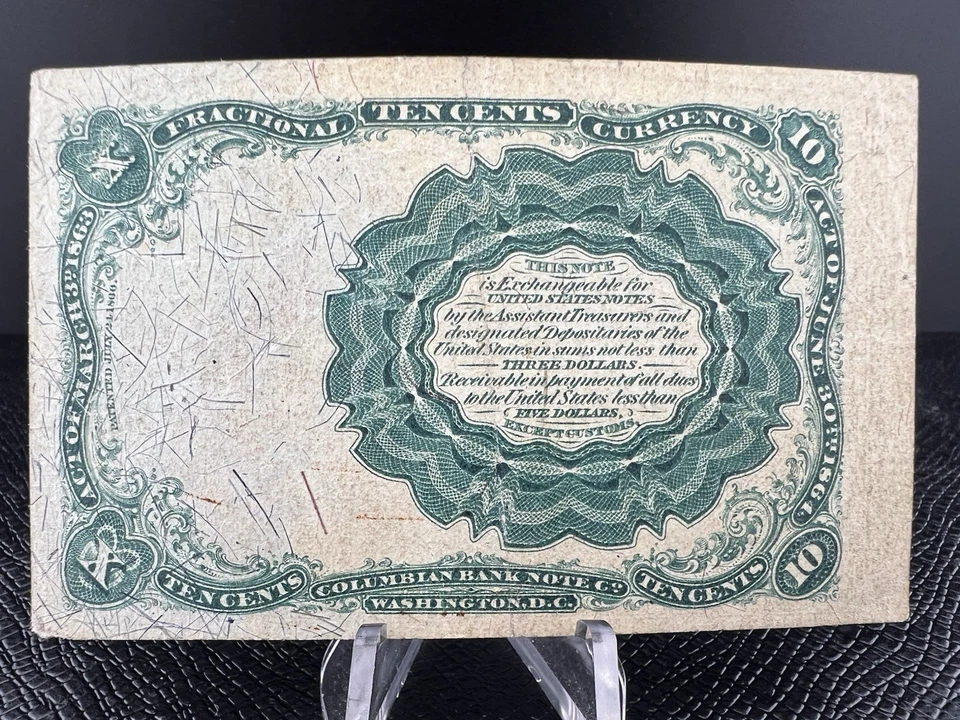 FRACTIONAL TEN CENTS CURRENCY
X
10
ACT OF MARCH 3RD 1863
PATENTED JULY 24, 1866.
ACT OF JUNE 30TH 1864
THIS NOTE
is Exchangeable for
UNITED STATES NOTES
by the Assistant Treasurers and
designated Depositaries of the
United States, in sums not less than
THREE DOLLARS.
Receivable in payment of all dues
to the United States less than
FIVE DOLLARS,
EXCEPT CUSTOMS.
X
10
TEN CENTS COLUMBIAN BANK NOTE CO. TEN CENTS
WASHINGTON, D.C.